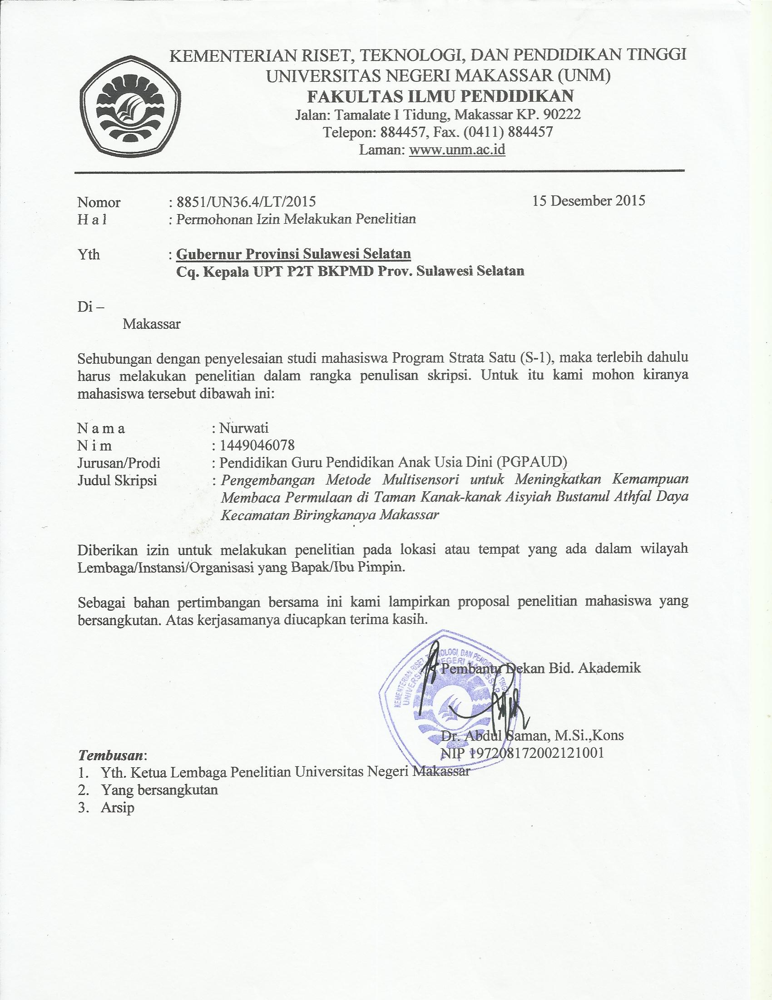 KEMENTERIAN RISET, TEKNOLOGI, DAN PENDIDIKAN TINGGI
UNIVERSITAS NEGERI MAKASSAR (UNM)
FAKULTAS ILMU PENDIDIKAN
Jalan: Tamalate I Tidung, Makassar KP. 90222
Telepon: 884457, Fax. (0411) 884457
Laman: www.unm.ac.id
Nomor : 8851/UN36.4/LT/2015 15 Desember 2015
H a l : Permohonan Izin Melakukan Penelitian
Yth : Gubernur Provinsi Sulawesi Selatan
Cq. Kepala UPT P2T BKPMD Prov. Sulawesi Selatan
Di –
Makassar
Sehubungan dengan penyelesaian studi mahasiswa Program Strata Satu (S-1), maka terlebih dahulu
harus melakukan penelitian dalam rangka penulisan skripsi. Untuk itu kami mohon kiranya
mahasiswa tersebut dibawah ini:
N a m a : Nurwati
N i m : 1449046078
Jurusan/Prodi : Pendidikan Guru Pendidikan Anak Usia Dini (PGPAUD)
Judul Skripsi : Pengembangan Metode Multisensori untuk Meningkatkan Kemampuan
Membaca Permulaan di Taman Kanak-kanak Aisyiah Bustanul Athfal Daya
Kecamatan Biringkanaya Makassar
Diberikan izin untuk melakukan penelitian pada lokasi atau tempat yang ada dalam wilayah
Lembaga/Instansi/Organisasi yang Bapak/Ibu Pimpin.
Sebagai bahan pertimbangan bersama ini kami lampirkan proposal penelitian mahasiswa yang
bersangkutan. Atas kerjasamanya diucapkan terima kasih.
Pembantu Dekan Bid. Akademik
KEMENTERIAN RISET TEKNOLOGI, DAN PENDIDIKAN TINGGI
UNIVERSITAS NEGERI MAKASSAR
F I P
Dr. Abdul Saman, M.Si.,Kons
NIP 197208172002121001
Tembusan:
1. Yth. Ketua Lembaga Penelitian Universitas Negeri Makassar
2. Yang bersangkutan
3. Arsip